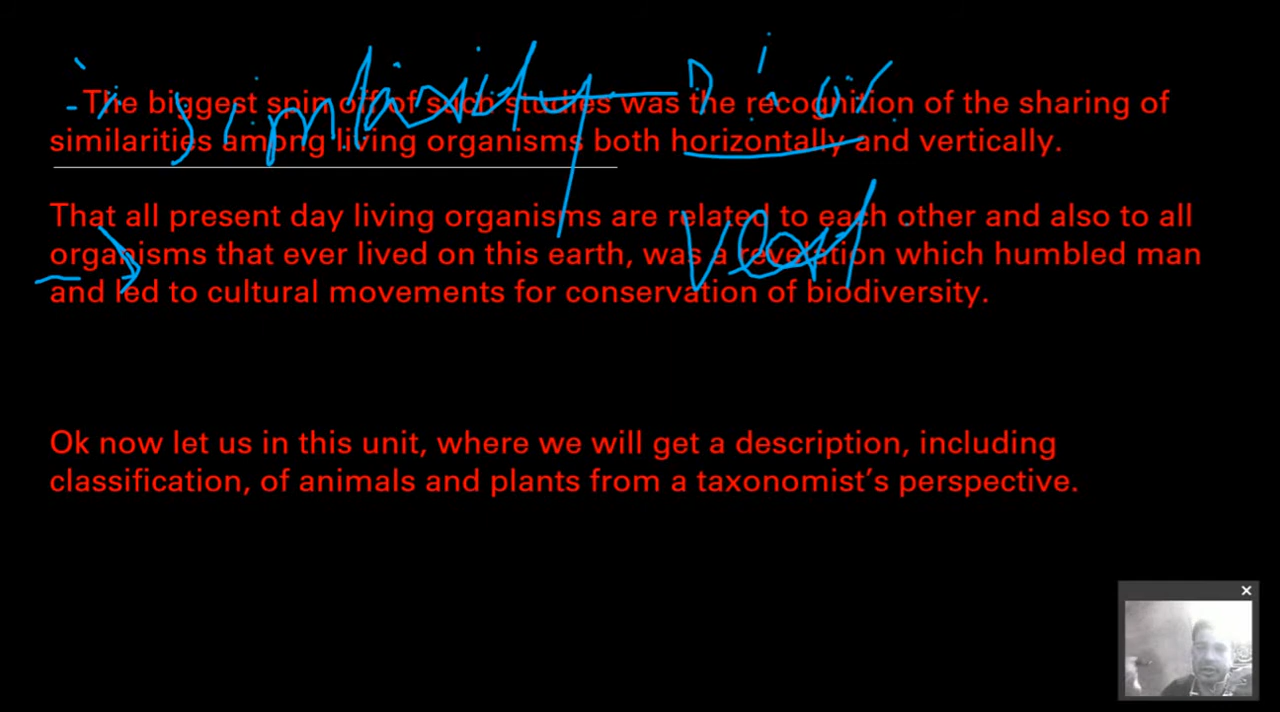 The biggest spin off of such studies was the recognition of the sharing of
similarities among living organisms both horizontally and vertically.
similarity
That all present day living organisms are related to each other and also to all
organisms that ever lived on this earth, was a revelation which humbled man
and led to cultural movements for conservation of biodiversity.
Ok now let us in this unit, where we will get a description, including
classification, of animals and plants from a taxonomist’s perspective.